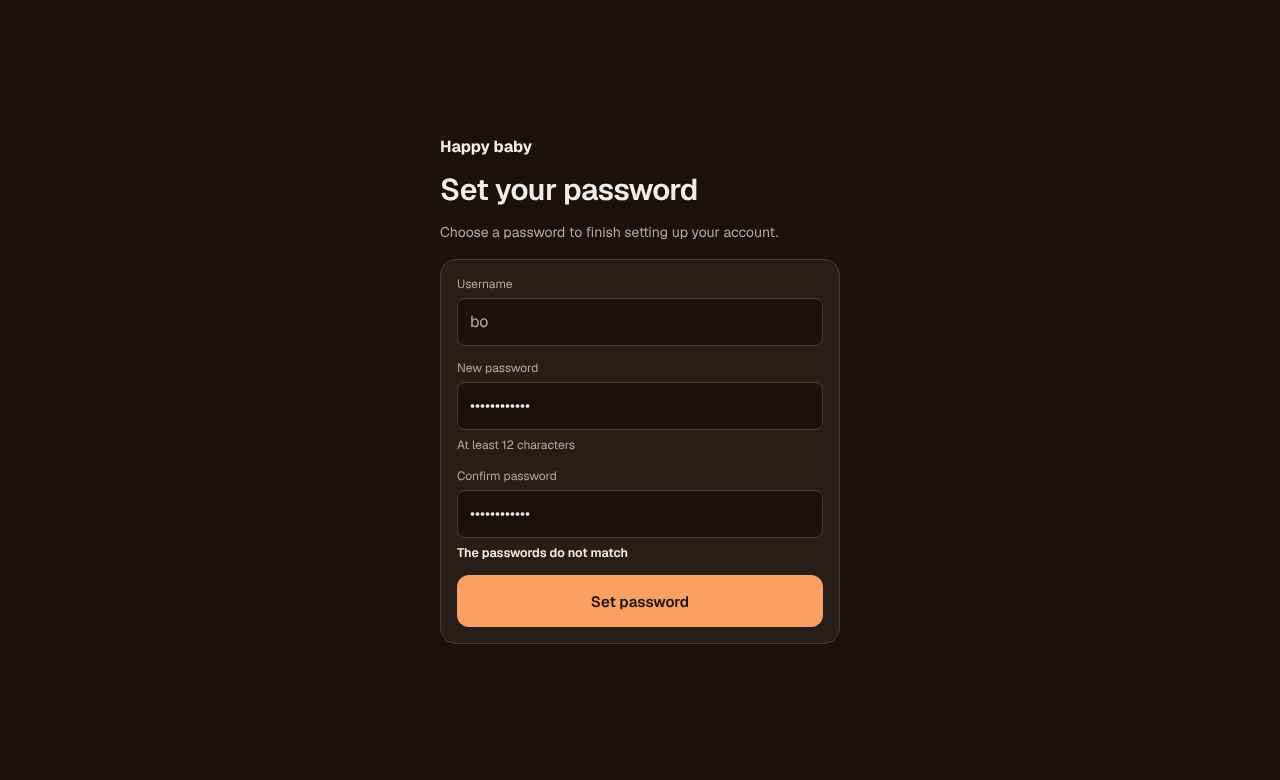 Happy baby
Set your password
Choose a password to finish setting up your account.
Username
bo
New password
••••••••••••
At least 12 characters
Confirm password
••••••••••••
The passwords do not match
Set password